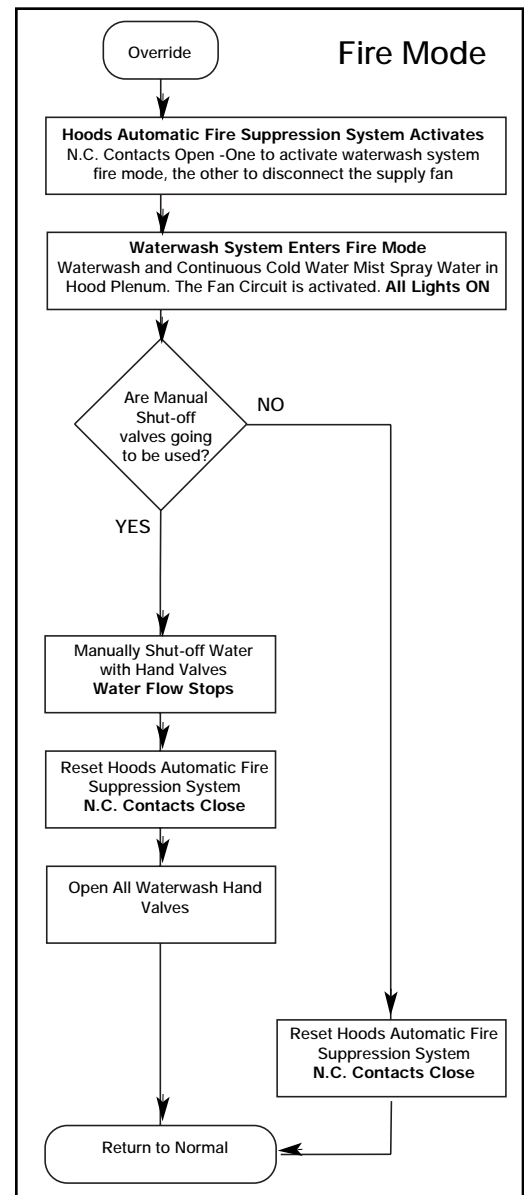 Fire Mode
Override
Hoods Automatic Fire Suppression System Activates
N.C. Contacts Open -One to activate waterwash system
fire mode, the other to disconnect the supply fan
Waterwash System Enters Fire Mode
Waterwash and Continuous Cold Water Mist Spray Water in
Hood Plenum. The Fan Circuit is activated. All Lights ON
Are Manual
Shut-off
valves going
to be used?
NO
YES
Manually Shut-off Water
with Hand Valves
Water Flow Stops
Reset Hoods Automatic Fire
Suppression System
N.C. Contacts Close
Open All Waterwash Hand
Valves
Reset Hoods Automatic Fire
Suppression System
N.C. Contacts Close
Return to Normal